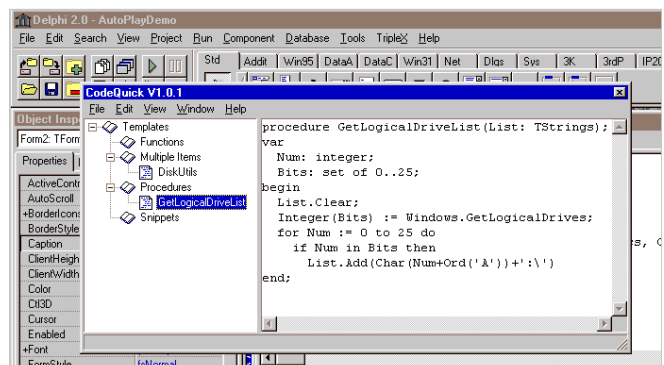 Delphi 2.0 - AutoPlayDemo
File Edit Search View Project Run Component Database Tools TripleX Help
Std Addit Win95 DataA DataC Win31 Net Dlgs Sys 3K 3rdP IP20
CodeQuick V1.0.1
File Edit View Window Help
Templates
Functions
Multiple Items
DiskUtils
Procedures
GetLogicalDriveList
Snippets
procedure GetLogicalDriveList(List: TStrings);
var
Num: integer;
Bits: set of 0..25;
begin
List.Clear;
Integer(Bits) := Windows.GetLogicalDrives;
for Num := 0 to 25 do
if Num in Bits then
List.Add(Char(Num+Ord('A'))+':\')
end;
Object Insp
Form2: TForm
Properties
ActiveContr
AutoScroll
+BorderIcons
BorderStyle
Caption
ClientHeigh
ClientWidth
Color
Ctl3D
Cursor
Enabled
+Font
FormStyle fsNormal